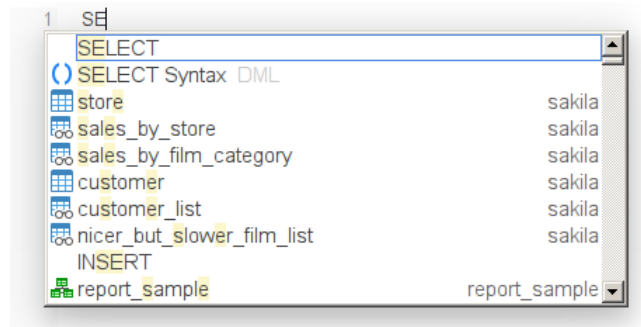 1 SE
SELECT
() SELECT Syntax DML
store sakila
sales_by_store sakila
sales_by_film_category sakila
customer sakila
customer_list sakila
nicer_but_slower_film_list sakila
INSERT
report_sample report_sample